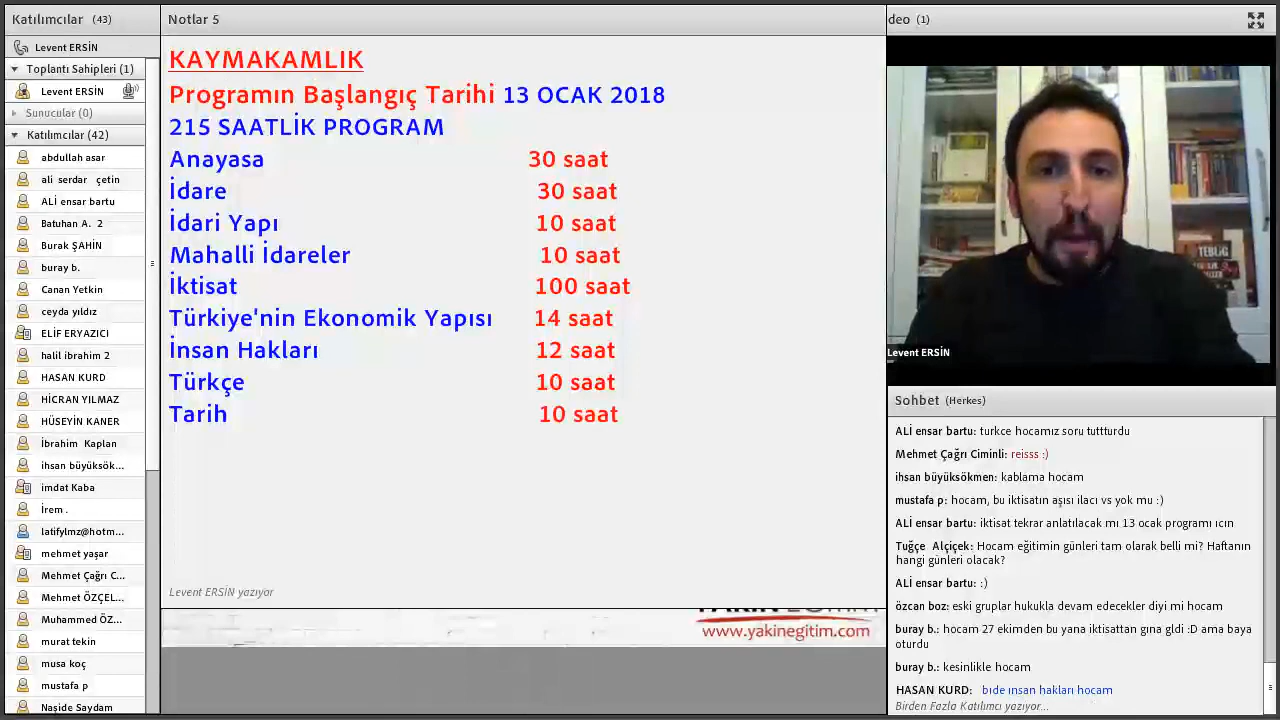 Katılımcılar (43)
Levent ERSİN
Toplantı Sahipleri (1)
Levent ERSİN
Sunucular (0)
Katılımcılar (42)
abdullah asar
ali serdar çetin
ALİ ensar bartu
Batuhan A. 2
Burak ŞAHİN
buray b.
Canan Yetkin
ceyda yıldız
ELİF ERYAZICI
halil ibrahim 2
HASAN KURD
HİCRAN YILMAZ
HÜSEYİN KANER
İbrahim Kaplan
ihsan büyüksök...
imdat Kaba
İrem .
latifylmz@hotm...
mehmet yaşar
Mehmet Çağrı C...
Mehmet ÖZÇEL...
Muhammed ÖZ...
murat tekin
musa koç
mustafa p
Naşide Saydam
Notlar 5
KAYMAKAMLIK
Programın Başlangıç Tarihi 13 OCAK 2018
215 SAATLİK PROGRAM
Anayasa 30 saat
İdare 30 saat
İdari Yapı 10 saat
Mahalli İdareler 10 saat
İktisat 100 saat
Türkiye'nin Ekonomik Yapısı 14 saat
İnsan Hakları 12 saat
Türkçe 10 saat
Tarih 10 saat
Levent ERSİN yazıyor
www.yakinegitim.com
deo (1)
TEBLİĞ
Levent ERSİN
Sohbet (Herkes)
ALİ ensar bartu: turkce hocamız soru tuttturdu
Mehmet Çağrı Ciminli: reisss :)
ihsan büyüksökmen: kablama hocam
mustafa p: hocam, bu iktisatın aşısı ilacı vs yok mu :)
ALİ ensar bartu: iktisat tekrar anlatılacak mı 13 ocak programı ıcın
Tuğçe Alçiçek: Hocam eğitimin günleri tam olarak belli mi? Haftanın
hangi günleri olacak?
ALİ ensar bartu: :)
özcan boz: eski gruplar hukukla devam edecekler diyi mi hocam
buray b.: hocam 27 ekimden bu yana iktisattan gına gldi :D ama baya
oturdu
buray b.: kesinlikle hocam
HASAN KURD: bıde ınsan hakları hocam
Birden Fazla Katılımcı yazıyor...